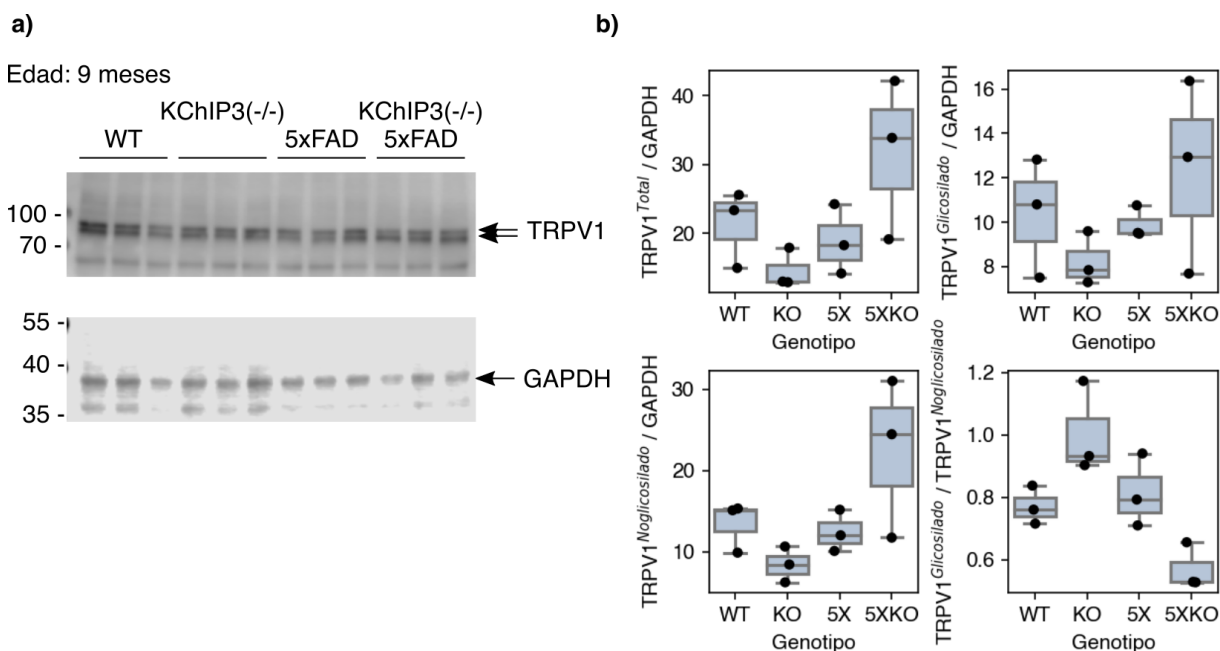 a)
Edad: 9 meses
KChIP3(-/-) KChIP3(-/-)
WT 5xFAD 5xFAD
100 -
70 -
TRPV1
55 -
40 -
35 -
GAPDH
b)
TRPV1Total / GAPDH
40
30
20
WT KO 5X 5XKO
Genotipo
TRPV1Glicosilado / GAPDH
16
14
12
10
8
WT KO 5X 5XKO
Genotipo
TRPV1Noglicosilado / GAPDH
30
20
10
WT KO 5X 5XKO
Genotipo
TRPV1Glicosilado / TRPV1Noglicosilado
1.2
1.0
0.8
0.6
WT KO 5X 5XKO
Genotipo